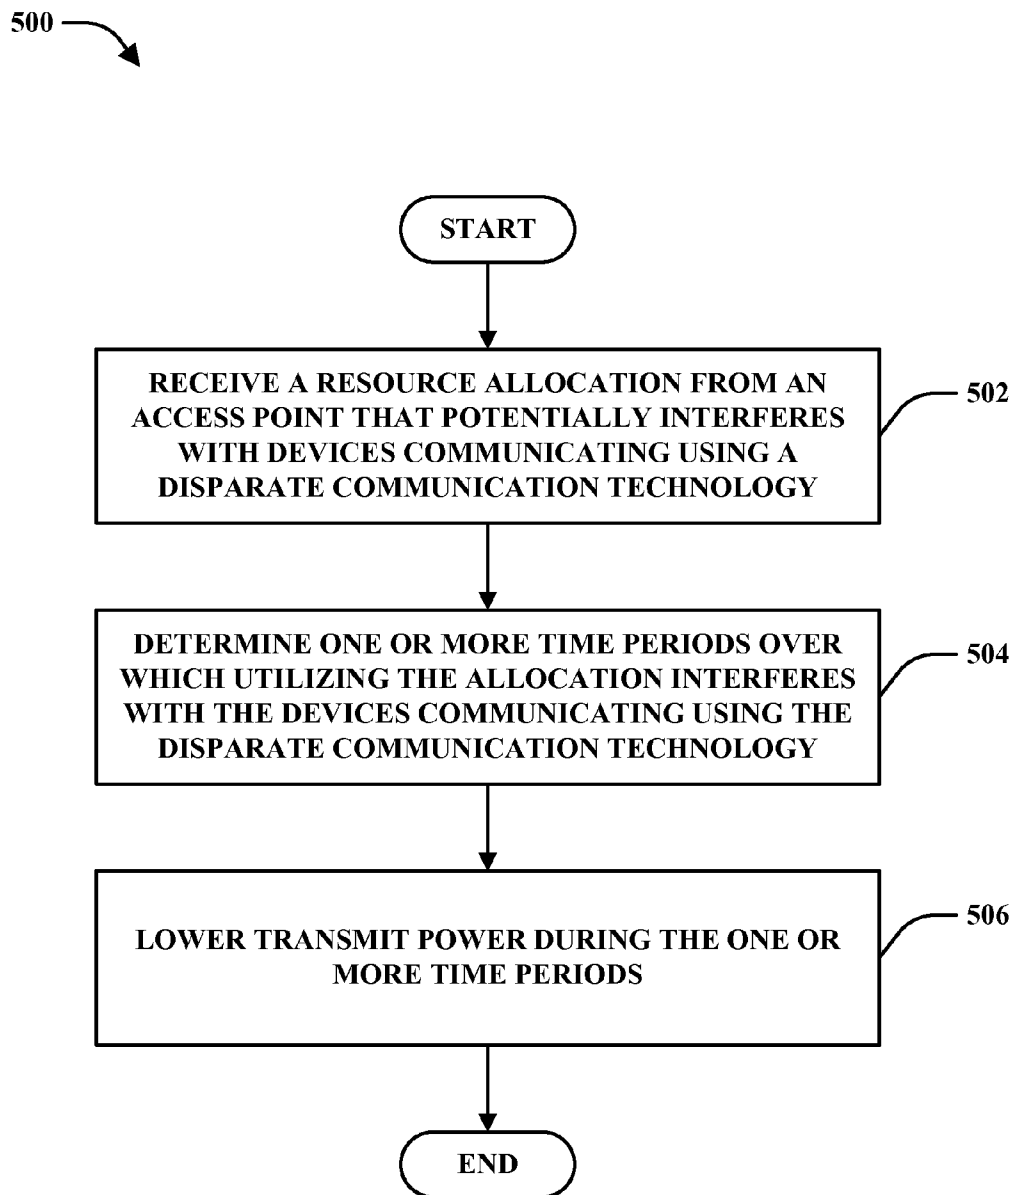 500
START
RECEIVE A RESOURCE ALLOCATION FROM AN
ACCESS POINT THAT POTENTIALLY INTERFERES
WITH DEVICES COMMUNICATING USING A
DISPARATE COMMUNICATION TECHNOLOGY
502
DETERMINE ONE OR MORE TIME PERIODS OVER
WHICH UTILIZING THE ALLOCATION INTERFERES
WITH THE DEVICES COMMUNICATING USING THE
DISPARATE COMMUNICATION TECHNOLOGY
504
LOWER TRANSMIT POWER DURING THE ONE OR
MORE TIME PERIODS
506
END